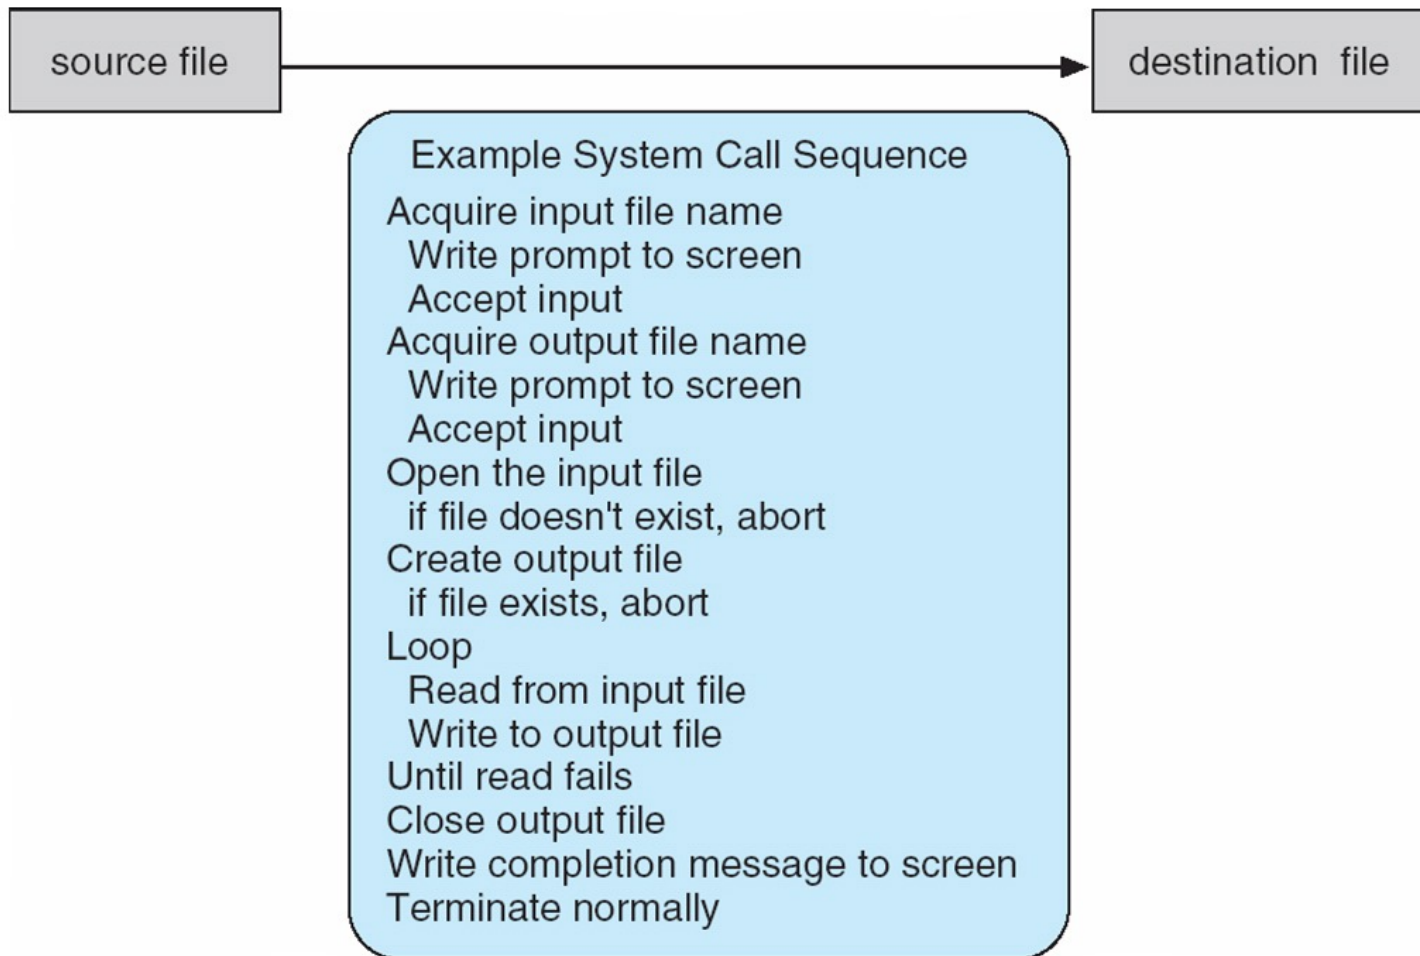 source file
destination file
Example System Call Sequence
Acquire input file name
Write prompt to screen
Accept input
Acquire output file name
Write prompt to screen
Accept input
Open the input file
if file doesn't exist, abort
Create output file
if file exists, abort
Loop
Read from input file
Write to output file
Until read fails
Close output file
Write completion message to screen
Terminate normally